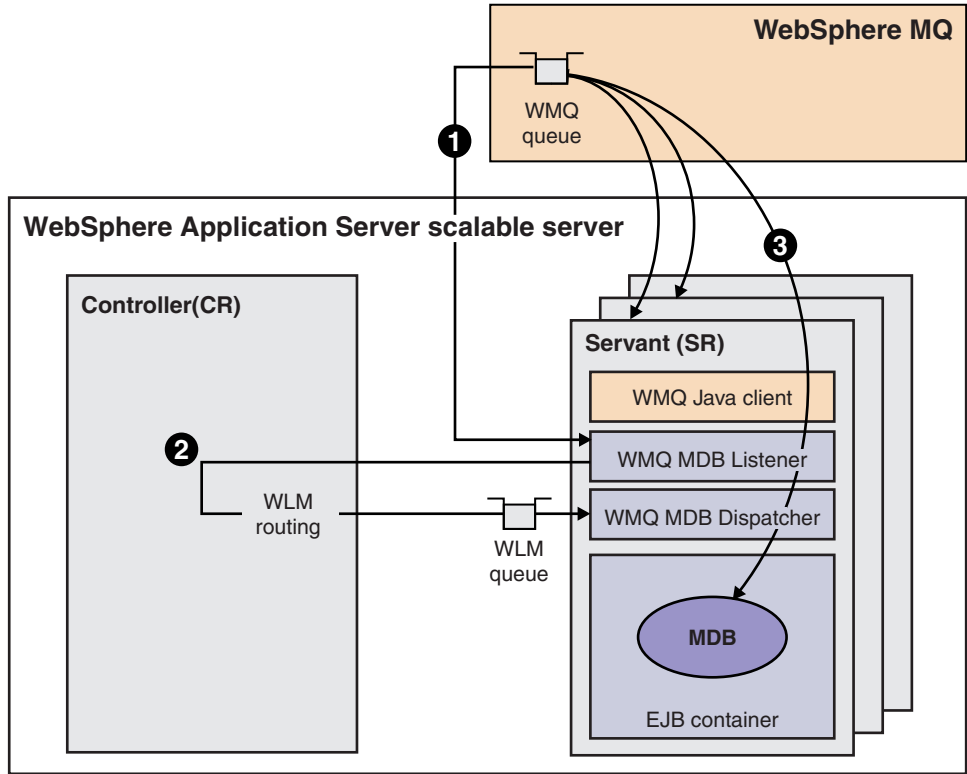 WebSphere MQ
WMQ
queue
1
WebSphere Application Server scalable server
3
Controller(CR)
Servant (SR)
WMQ Java client
2
WMQ MDB Listener
WLM
routing
WMQ MDB Dispatcher
WLM
queue
MDB
EJB container